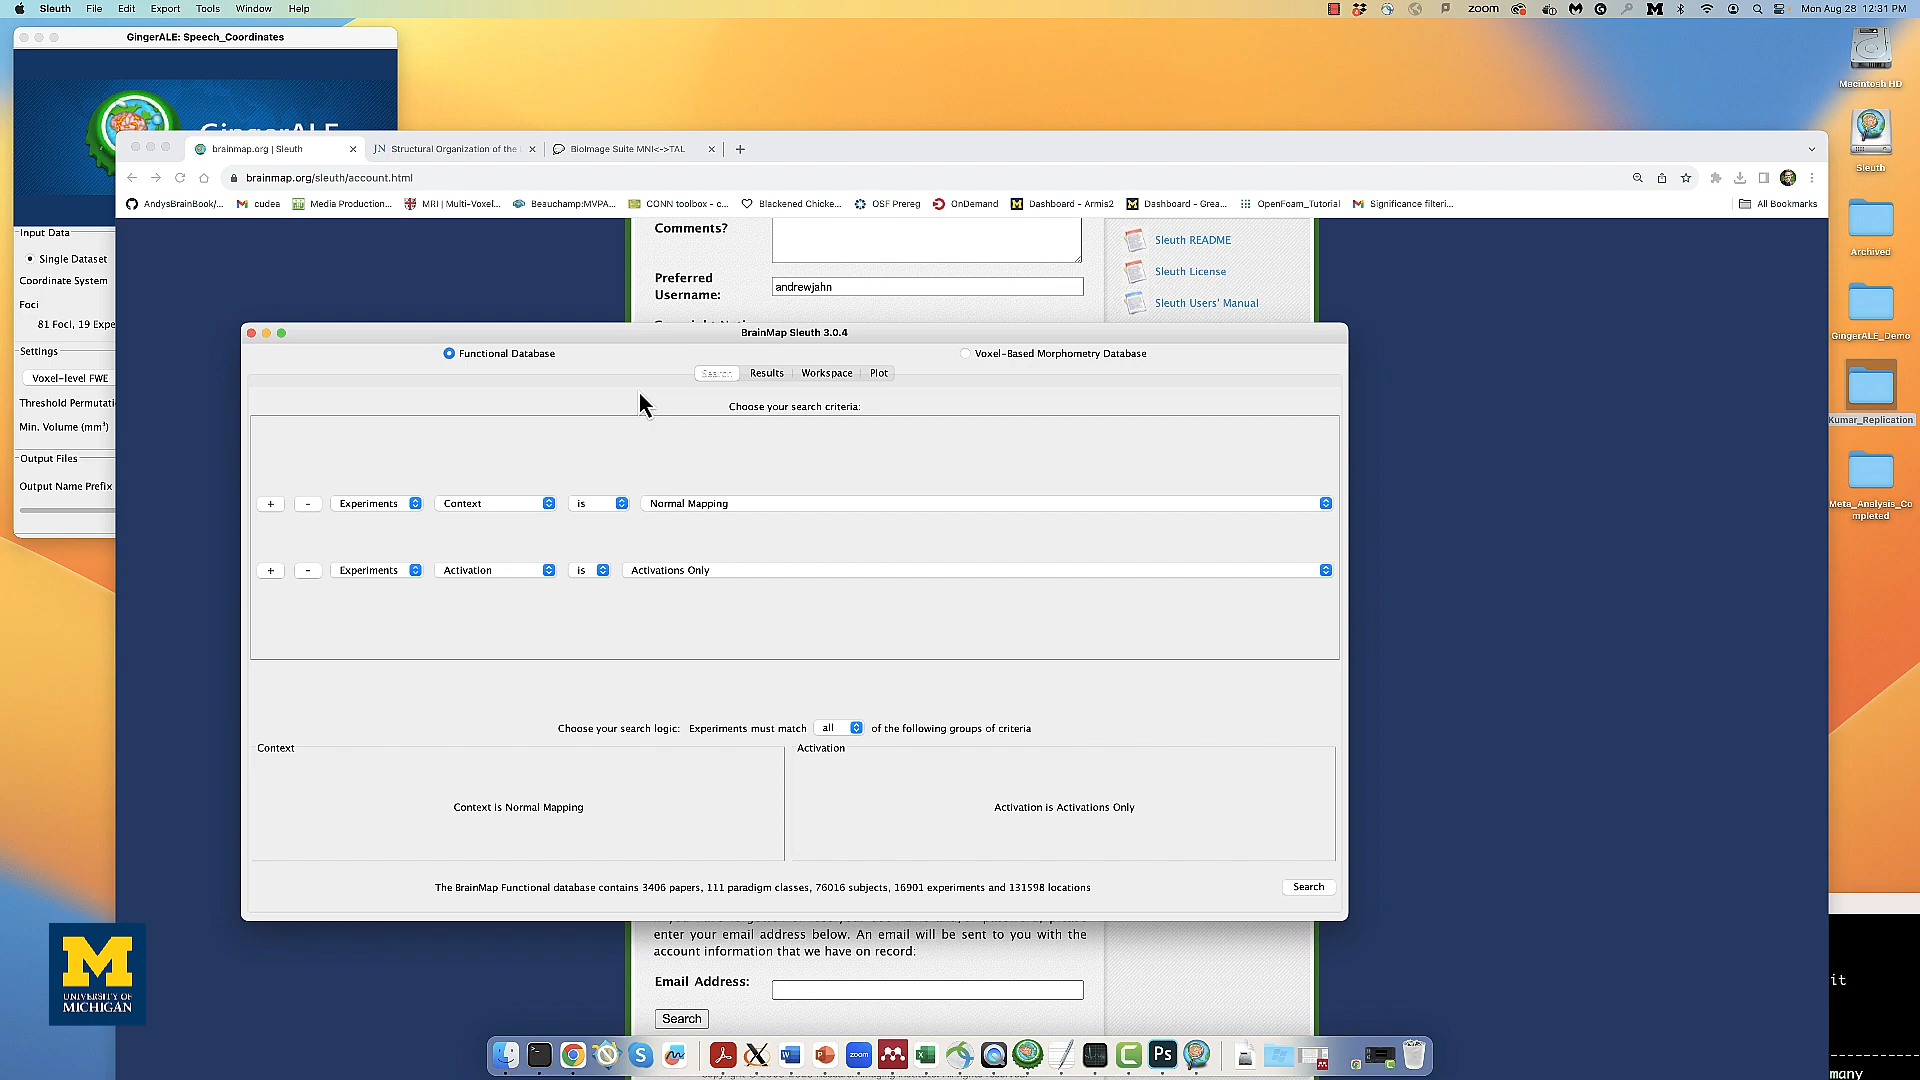 Sleuth File Edit Export Tools Window Help
zoom
Mon Aug 28 12:31 PM
GingerALE: Speech_Coordinates
GingerALE
Macintosh HD
Sleuth
Archived
GingerALE_Demo
Kumar_Replication
Meta_Analysis_Co
mpleted
brainmap.org | Sleuth
Structural Organization of the
BioImage Suite MNI<->TAL
brainmap.org/sleuth/account.html
AndysBrainBook/... cudea Media Production... MRI | Multi-Voxel... Beauchamp:MVPA... CONN toolbox - c... Blackened Chicke... OSF Prereg OnDemand Dashboard - Armis2 Dashboard - Grea... OpenFoam_Tutorial Significance filteri... All Bookmarks
Input Data
Single Dataset
Coordinate System
Foci
81 Foci, 19 Expe
Settings
Voxel-level FWE
Threshold Permutati
Min. Volume (mm³)
Output Files
Output Name Prefix
Comments?
Preferred
Username:
andrewjahn
Sleuth README
Sleuth License
Sleuth Users' Manual
BrainMap Sleuth 3.0.4
Functional Database
Voxel-Based Morphometry Database
Search Results Workspace Plot
Choose your search criteria:
+ - Experiments Context is Normal Mapping
+ - Experiments Activation is Activations Only
Choose your search logic: Experiments must match all of the following groups of criteria
Context
Activation
Context is Normal Mapping
Activation is Activations Only
The BrainMap Functional database contains 3406 papers, 111 paradigm classes, 76016 subjects, 16901 experiments and 131598 locations
Search
enter your email address below. An email will be sent to you with the
account information that we have on record:
Email Address:
Search
M
UNIVERSITY OF
MICHIGAN
it
many
zoom
Ps